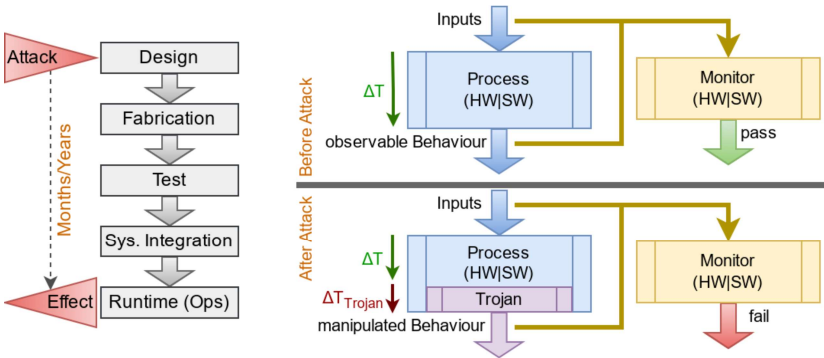 Attack
Design
Fabrication
Test
Sys. Integration
Runtime (Ops)
Effect
Months/Years
Before Attack
Inputs
ΔT
Process
(HW|SW)
observable Behaviour
Monitor
(HW|SW)
pass
After Attack
Inputs
ΔT
Process
(HW|SW)
ΔT Trojan
Trojan
manipulated Behaviour
Monitor
(HW|SW)
fail